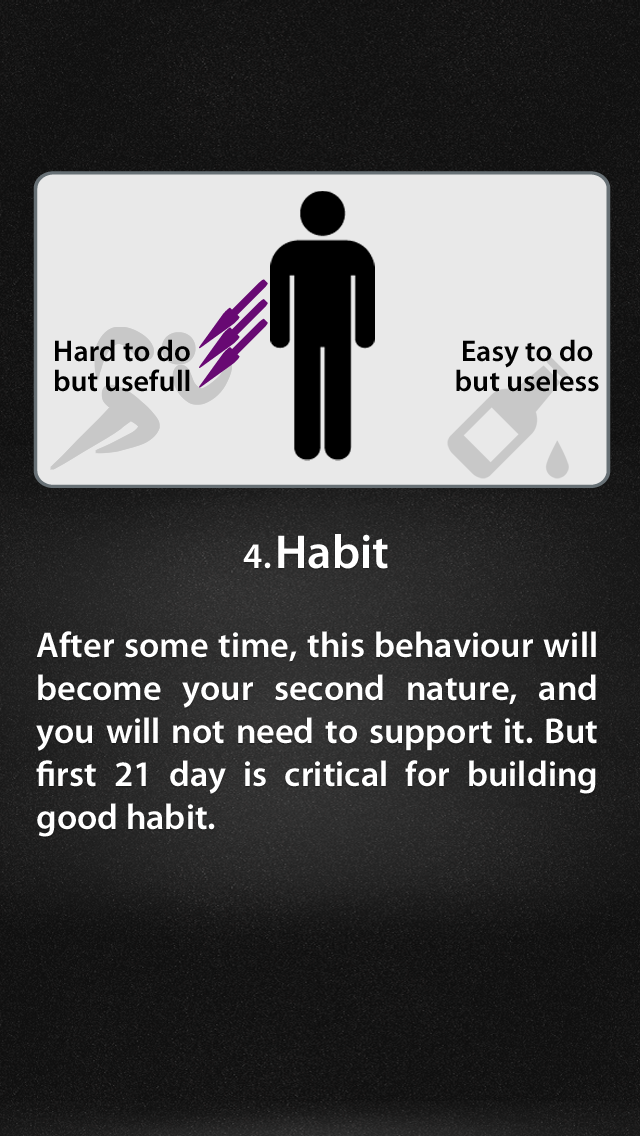 Hard to do
but usefull
Easy to do
but useless
4. Habit
After some time, this behaviour will
become your second nature, and
you will not need to support it. But
first 21 day is critical for building
good habit.